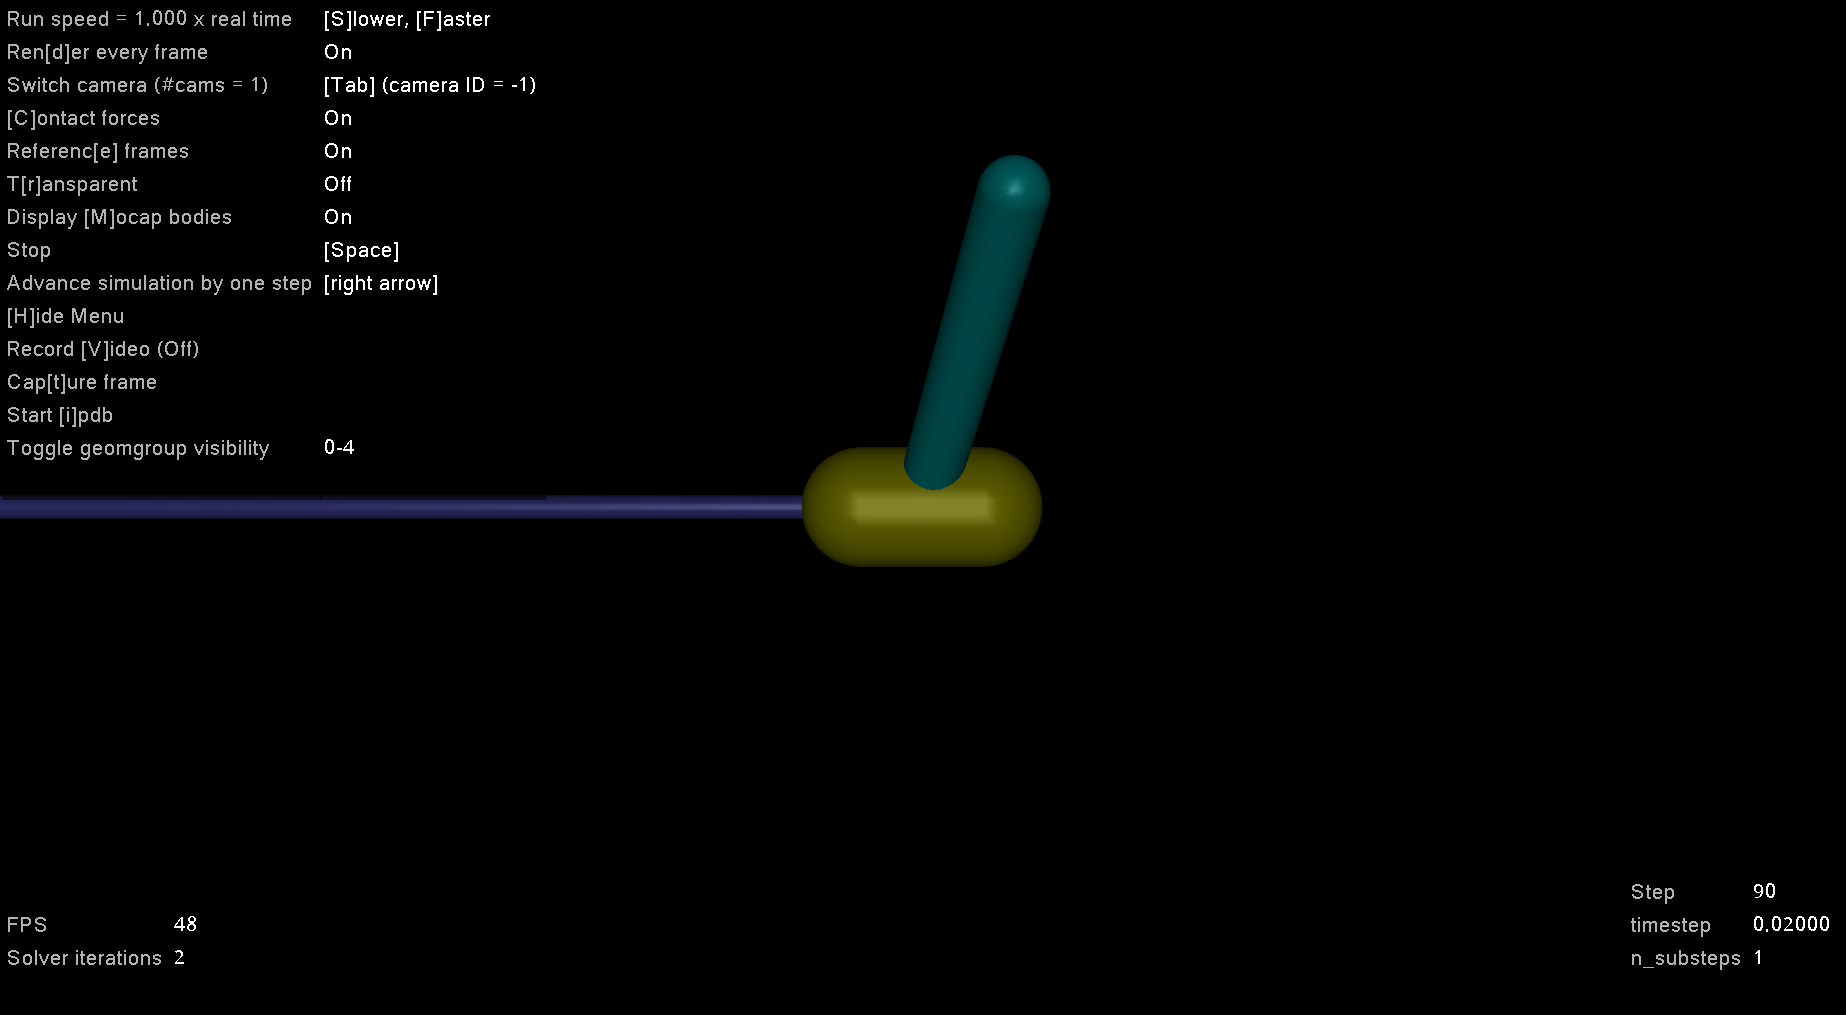 Run speed = 1.000 x real time [S]lower, [F]aster
Ren[d]er every frame On
Switch camera (#cams = 1) [Tab] (camera ID = -1)
[C]ontact forces On
Referenc[e] frames On
T[r]ansparent Off
Display [M]ocap bodies On
Stop [Space]
Advance simulation by one step [right arrow]
[H]ide Menu
Record [V]ideo (Off)
Cap[t]ure frame
Start [i]pdb
Toggle geomgroup visibility 0-4
FPS 48
Solver iterations 2
Step 90
timestep 0.02000
n_substeps 1